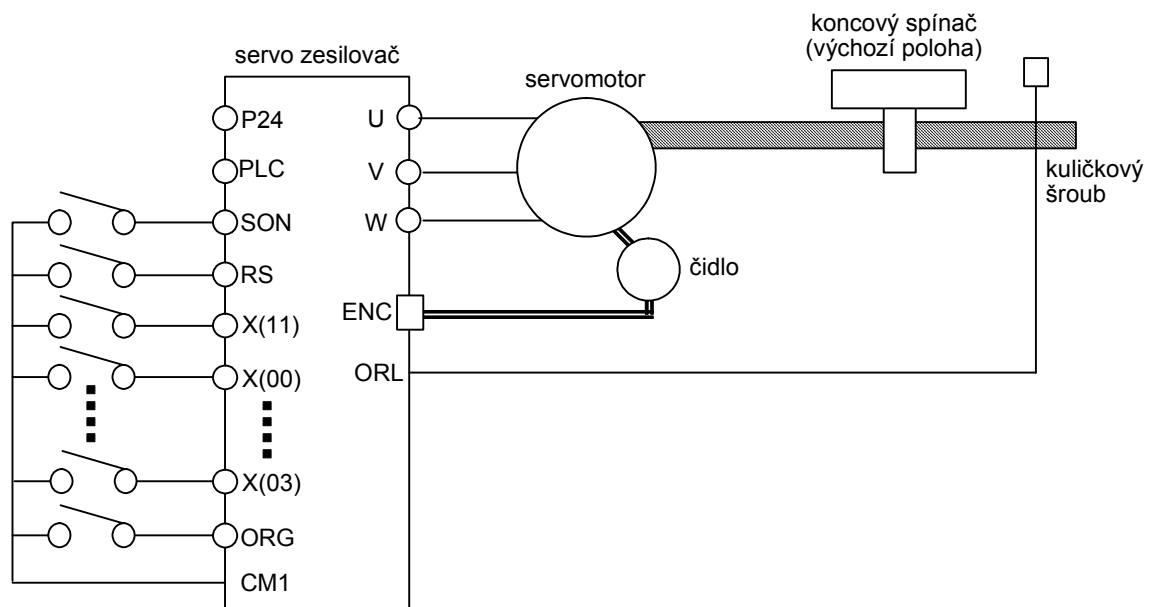 koncový spínač
(výchozí poloha)
servo zesilovač
servomotor
P24
U
PLC
V
kuličkový
šroub
SON
W
RS
čidlo
ENC
X(11)
ORL
X(00)
X(03)
ORG
CM1